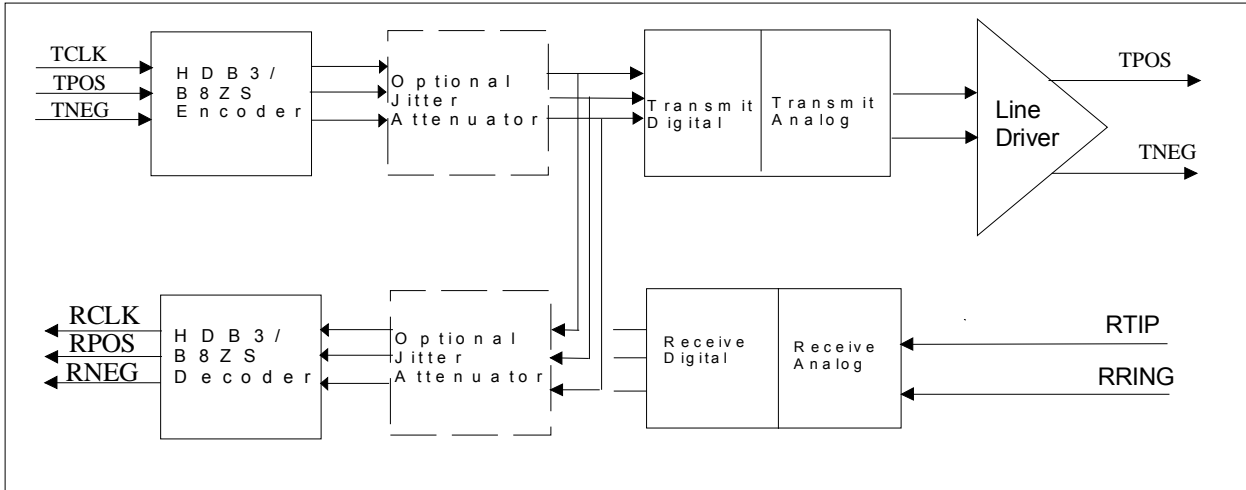 TCLK
TPOS
TNEG
HDB3/
B8ZS
Encoder
Optional
Jitter
Attenuator
Transmit
Digital
Transmit
Analog
Line
Driver
TPOS
TNEG
RCLK
RPOS
RNEG
HDB3/
B8ZS
Decoder
Optional
Jitter
Attenuator
Receive
Digital
Receive
Analog
RTIP
RRING